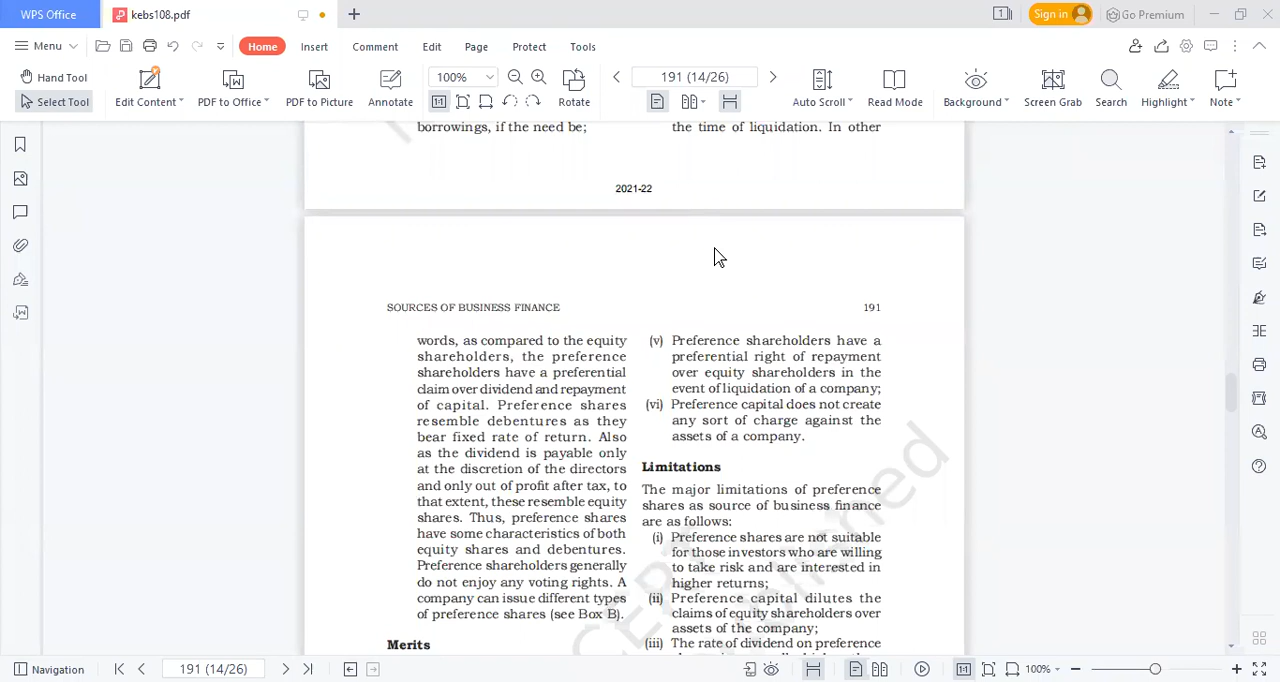 WPS Office
kebs108.pdf
1
Sign in
Go Premium
Menu
Home
Insert
Comment
Edit
Page
Protect
Tools
Hand Tool
Select Tool
Edit Content
PDF to Office
PDF to Picture
Annotate
100%
Rotate
191 (14/26)
Auto Scroll
Read Mode
Background
Screen Grab
Search
Highlight
Note
borrowings, if the need be;
the time of liquidation. In other
2021-22
SOURCES OF BUSINESS FINANCE
191
words, as compared to the equity
shareholders, the preference
shareholders have a preferential
claim over dividend and repayment
of capital. Preference shares
resemble debentures as they
bear fixed rate of return. Also
as the dividend is payable only
at the discretion of the directors
and only out of profit after tax, to
that extent, these resemble equity
shares. Thus, preference shares
have some characteristics of both
equity shares and debentures.
Preference shareholders generally
do not enjoy any voting rights. A
company can issue different types
of preference shares (see Box B).
Merits
(v) Preference shareholders have a
preferential right of repayment
over equity shareholders in the
event of liquidation of a company;
(vi) Preference capital does not create
any sort of charge against the
assets of a company.
Limitations
The major limitations of preference
shares as source of business finance
are as follows:
(i) Preference shares are not suitable
for those investors who are willing
to take risk and are interested in
higher returns;
(ii) Preference capital dilutes the
claims of equity shareholders over
assets of the company;
(iii) The rate of dividend on preference
Navigation
191 (14/26)
100%